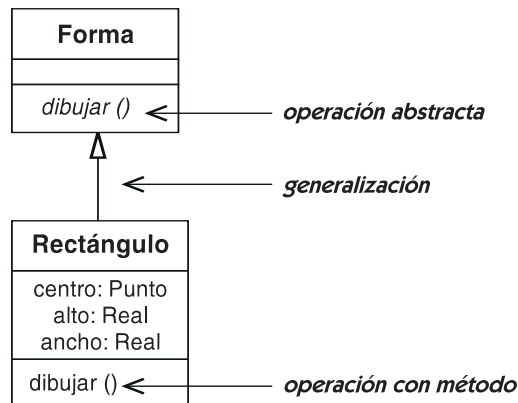 Forma
dibujar ()
operación abstracta
generalización
Rectángulo
centro: Punto
alto: Real
ancho: Real
dibujar ()
operación con método